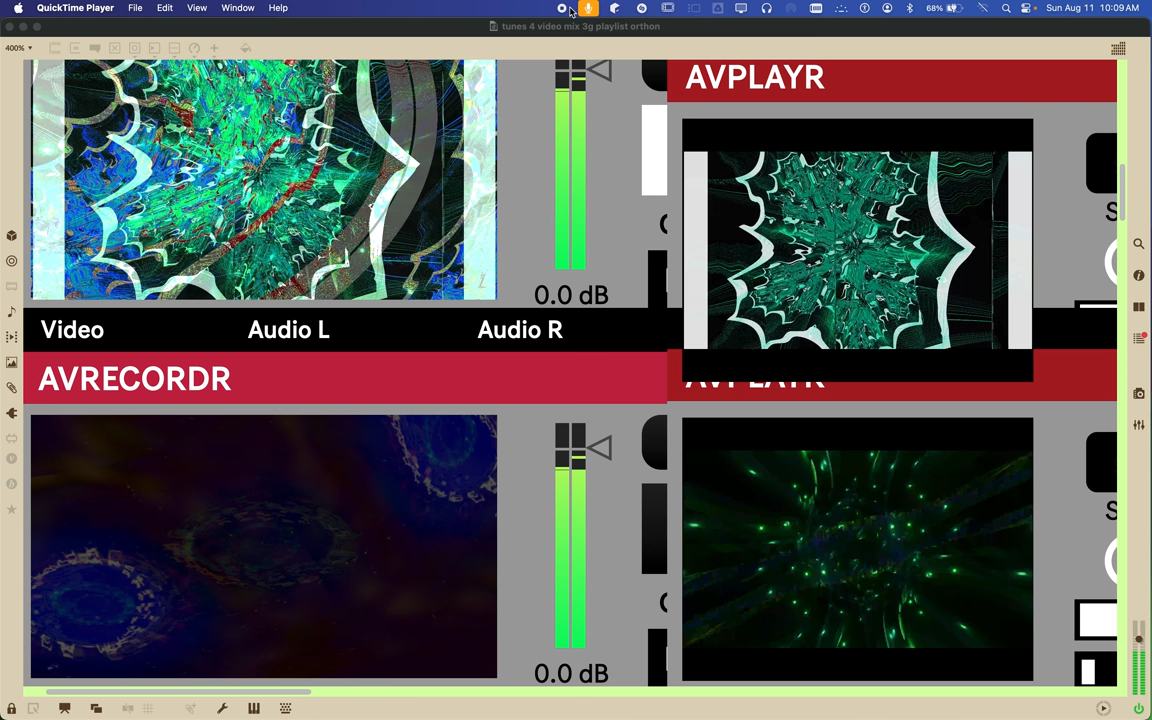 QuickTime Player File Edit View Window Help 68% Sun Aug 11 10:09 AM
tunes 4 video mix 3g playlist orthon
400%
AVPLAYR
0.0 dB
Video Audio L Audio R
AVRECORDR
0.0 dB